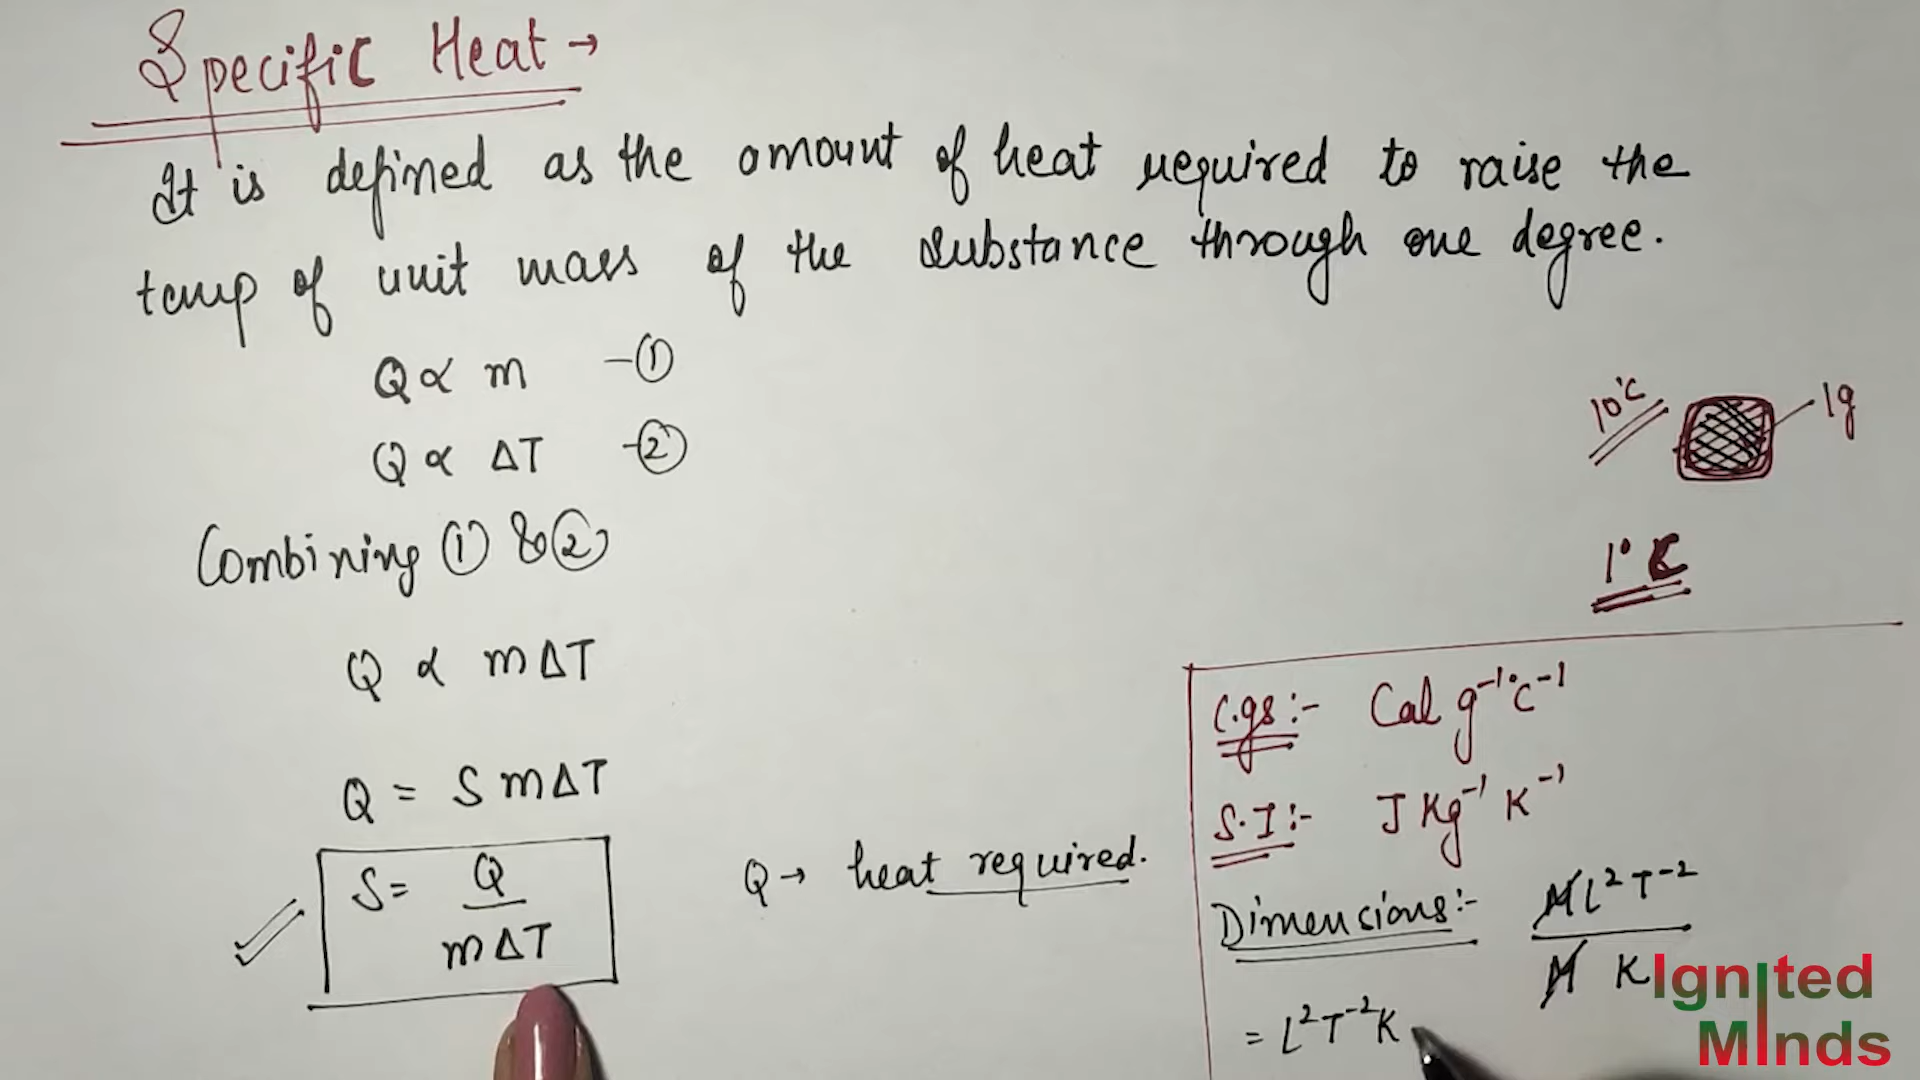 Specific Heat →
It is defined as the amount of heat required to raise the
temp of unit mass of the substance through one degree.
Q ∝ m -①
Q ∝ ΔT -②
10°C
1g
Combining ① & ②
1°C
Q ∝ mΔT
Q = S mΔT
S = Q / mΔT
Q → heat required.
C.gs:- Cal g⁻¹°C⁻¹
S.I:- J Kg⁻¹ K⁻¹
Dimensions:- ML²T⁻² / M K
= L²T⁻²K
Ignited
Minds